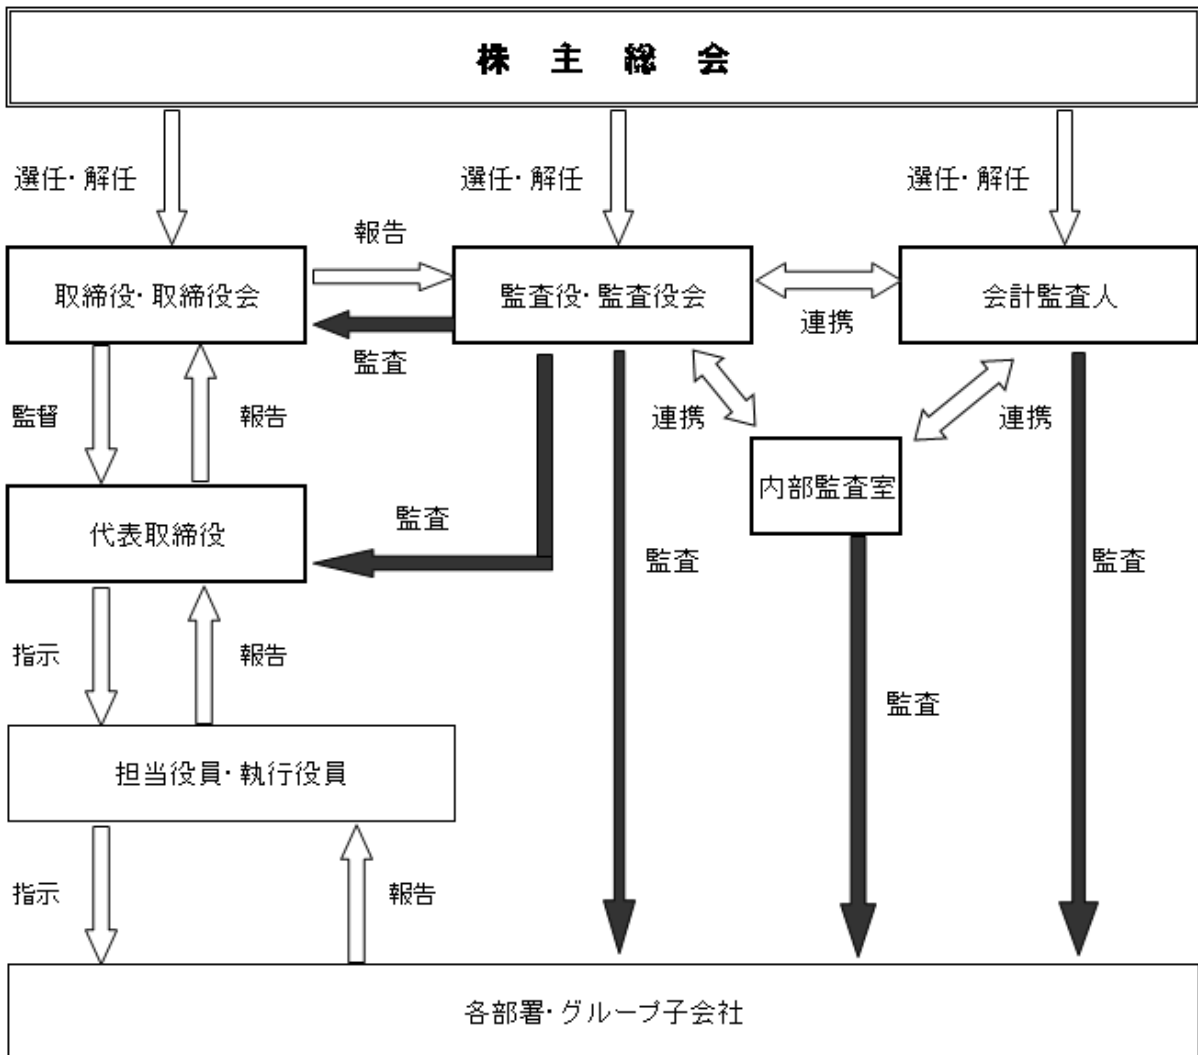 株 主 総 会
選任・解任
選任・解任
選任・解任
報告
取締役・取締役会
監査役・監査役会
会計監査人
連携
監査
監督
報告
連携
連携
内部監査室
監査
代表取締役
監査
監査
指示
報告
監査
担当役員・執行役員
指示
報告
各部署・グループ子会社